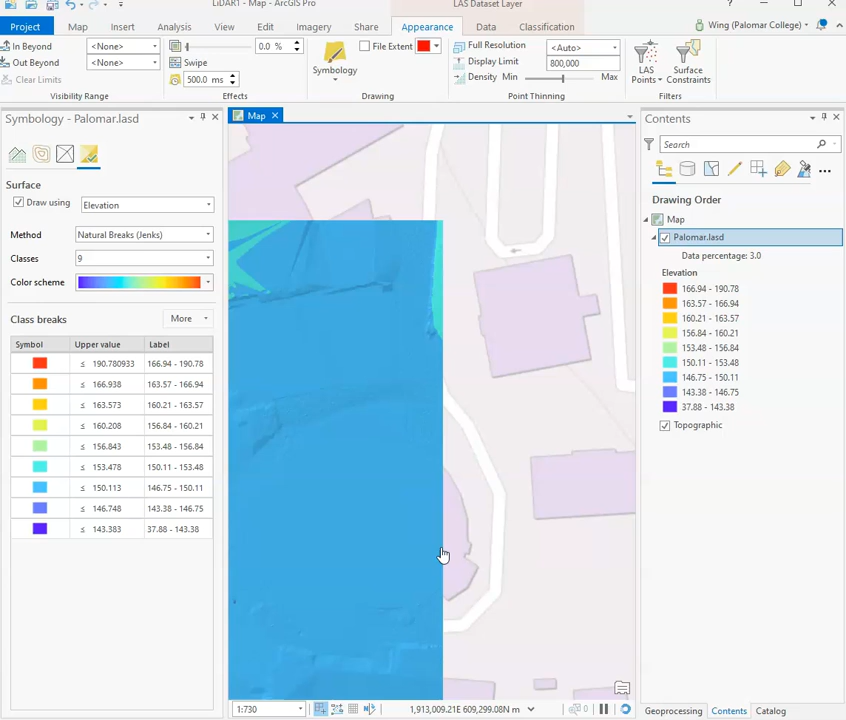 LiDAR1 - Map - ArcGIS Pro
LAS Dataset Layer
Project Map Insert Analysis View Edit Imagery Share Appearance Data Classification
Wing (Palomar College)
In Beyond <None>
Out Beyond <None>
Clear Limits
Visibility Range
0.0 %
Swipe
500.0 ms
Effects
File Extent
Symbology
Drawing
Full Resolution <Auto>
Display Limit 800,000
Density Min Max
Point Thinning
LAS Points
Surface Constraints
Filters
Symbology - Palomar.lasd
Surface
Draw using Elevation
Method Natural Breaks (Jenks)
Classes 9
Color scheme
Class breaks More
Symbol Upper value Label
≤ 190.780933 166.94 - 190.78
≤ 166.938 163.57 - 166.94
≤ 163.573 160.21 - 163.57
≤ 160.208 156.84 - 160.21
≤ 156.843 153.48 - 156.84
≤ 153.478 150.11 - 153.48
≤ 150.113 146.75 - 150.11
≤ 146.748 143.38 - 146.75
≤ 143.383 37.88 - 143.38
Map
1:730
1,913,009.21E 609,299.08N m
0
Contents
Search
Drawing Order
Map
Palomar.lasd
Data percentage: 3.0
Elevation
166.94 - 190.78
163.57 - 166.94
160.21 - 163.57
156.84 - 160.21
153.48 - 156.84
150.11 - 153.48
146.75 - 150.11
143.38 - 146.75
37.88 - 143.38
Topographic
Geoprocessing Contents Catalog